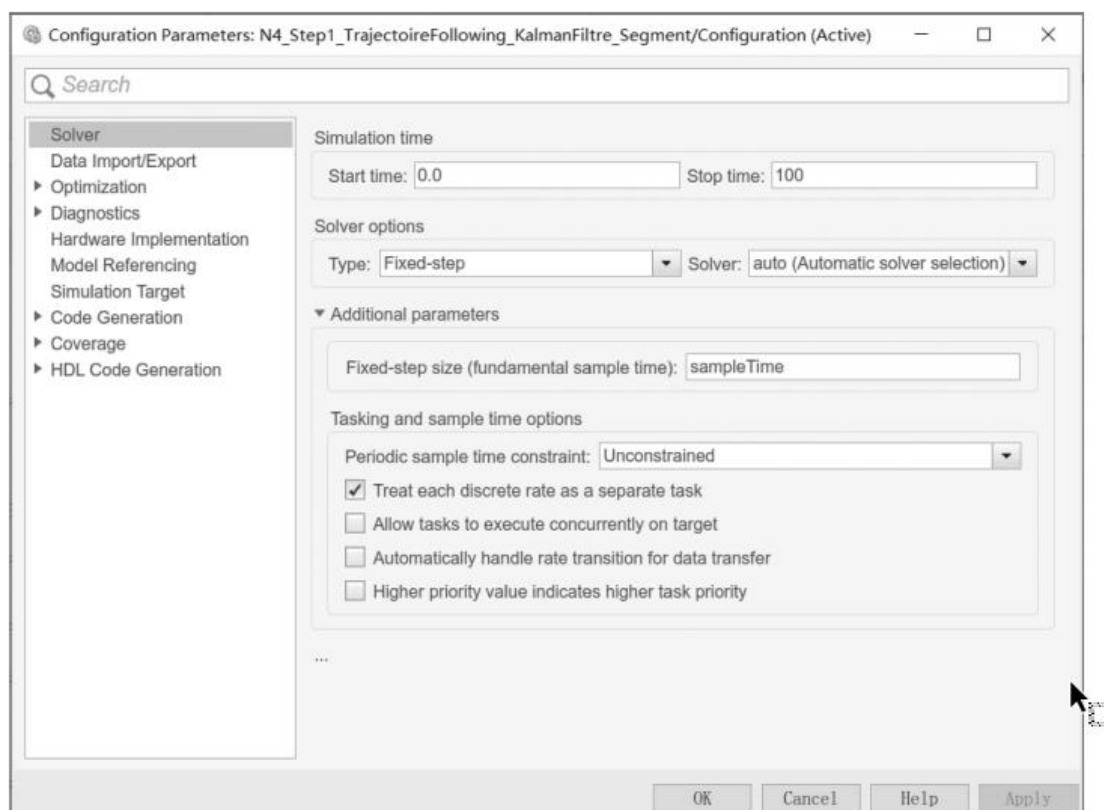 Configuration Parameters: N4_Step1_TrajectoireFollowing_KalmanFiltre_Segment/Configuration (Active)
Search
Solver
Data Import/Export
Optimization
Diagnostics
Hardware Implementation
Model Referencing
Simulation Target
Code Generation
Coverage
HDL Code Generation
Simulation time
Start time: 0.0 Stop time: 100
Solver options
Type: Fixed-step Solver: auto (Automatic solver selection)
Additional parameters
Fixed-step size (fundamental sample time): sampleTime
Tasking and sample time options
Periodic sample time constraint: Unconstrained
Treat each discrete rate as a separate task
Allow tasks to execute concurrently on target
Automatically handle rate transition for data transfer
Higher priority value indicates higher task priority
...
OK Cancel Help Apply